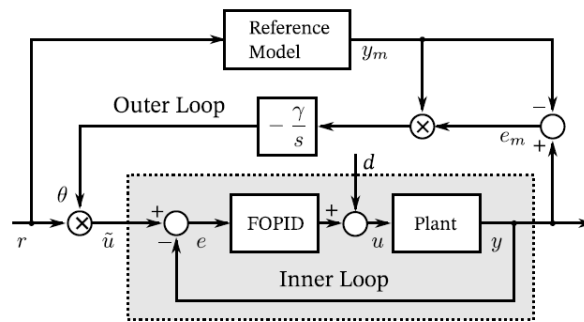 Reference
Model
y_m
Outer Loop
− γ/s
×
e_m
−
+
θ
d
×
+
−
FOPID
+
Plant
r
ũ
e
u
y
Inner Loop